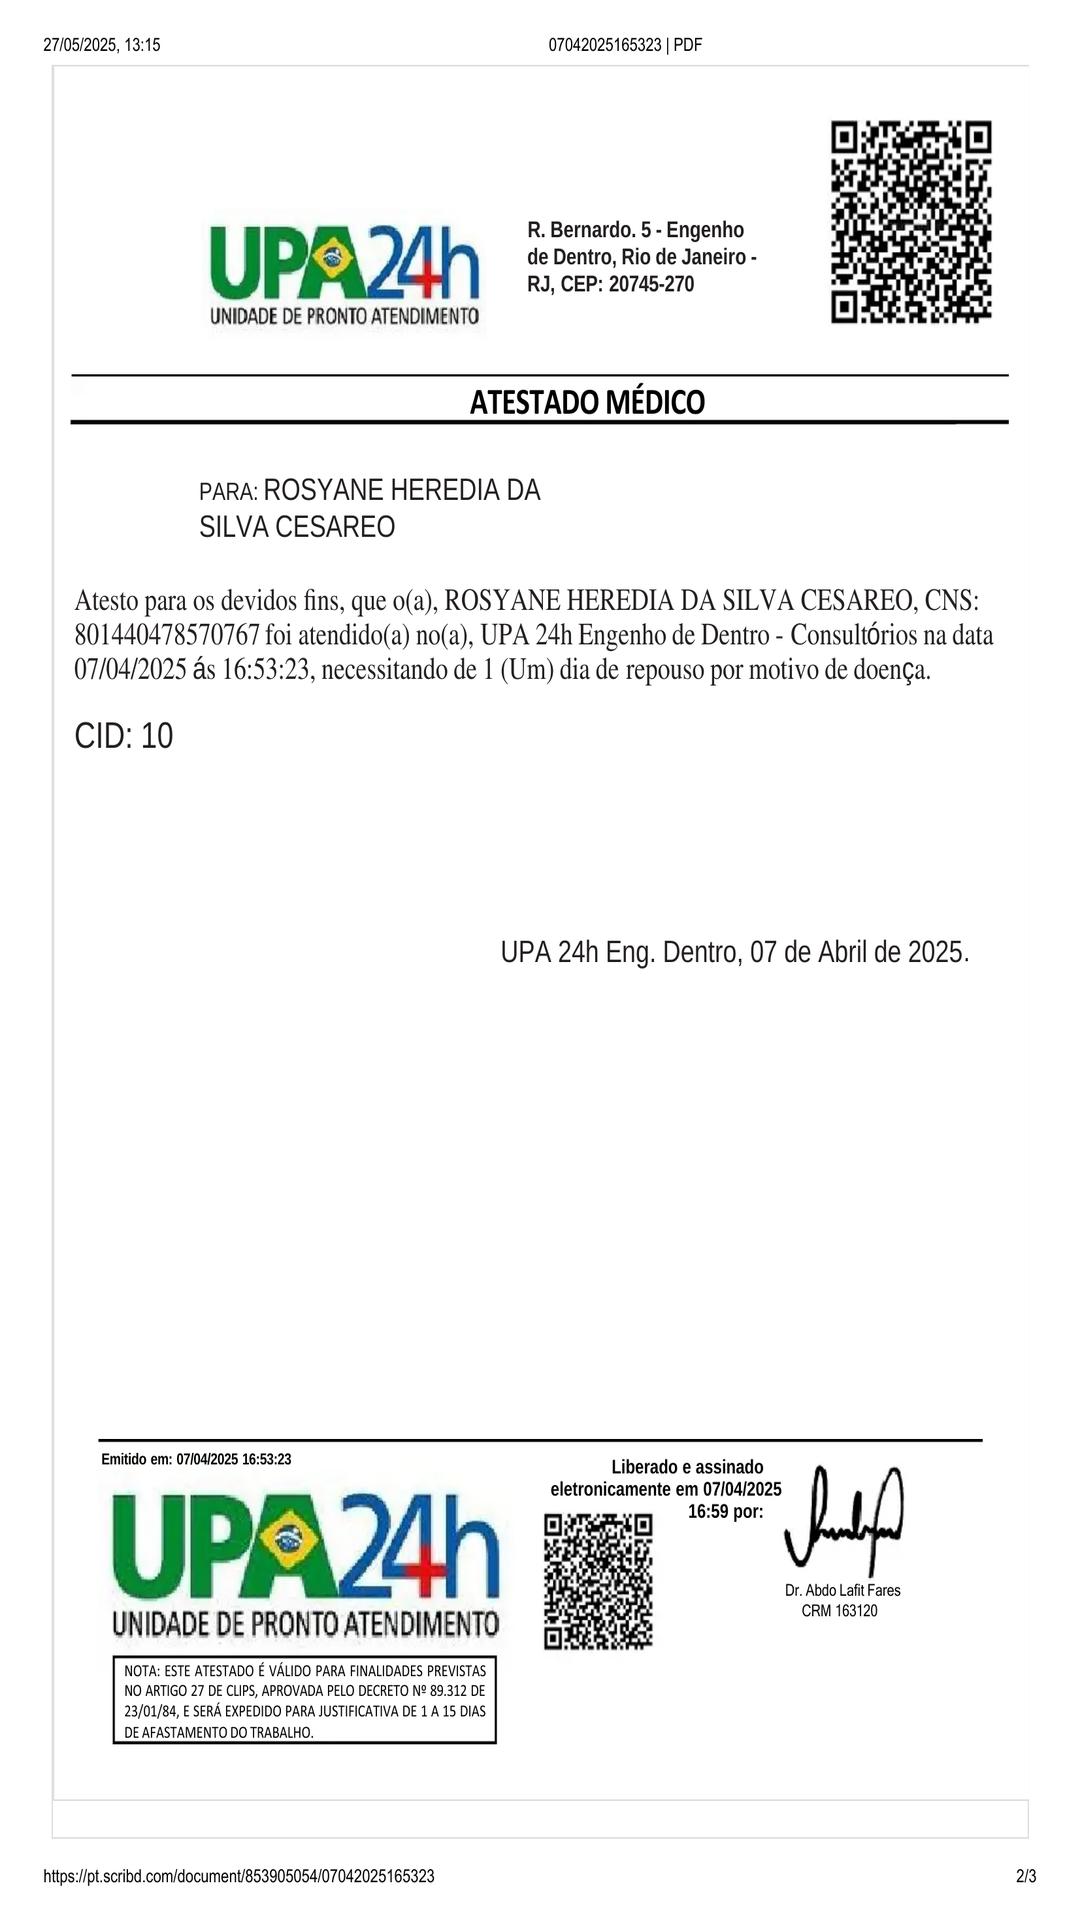 27/05/2025, 13:15 07042025165323 | PDF
UPA24h
UNIDADE DE PRONTO ATENDIMENTO
R. Bernardo. 5 - Engenho
de Dentro, Rio de Janeiro -
RJ, CEP: 20745-270
ATESTADO MÉDICO
PARA: ROSYANE HEREDIA DA
SILVA CESAREO
Atesto para os devidos fins, que o(a), ROSYANE HEREDIA DA SILVA CESAREO, CNS:
801440478570767 foi atendido(a) no(a), UPA 24h Engenho de Dentro - Consultórios na data
07/04/2025 ás 16:53:23, necessitando de 1 (Um) dia de repouso por motivo de doença.
CID: 10
UPA 24h Eng. Dentro, 07 de Abril de 2025.
Emitido em: 07/04/2025 16:53:23
UPA24h
UNIDADE DE PRONTO ATENDIMENTO
NOTA: ESTE ATESTADO É VÁLIDO PARA FINALIDADES PREVISTAS
NO ARTIGO 27 DE CLIPS, APROVADA PELO DECRETO Nº 89.312 DE
23/01/84, E SERÁ EXPEDIDO PARA JUSTIFICATIVA DE 1 A 15 DIAS
DE AFASTAMENTO DO TRABALHO.
Liberado e assinado
eletronicamente em 07/04/2025
16:59 por:
Dr. Abdo Lafit Fares
CRM 163120
https://pt.scribd.com/document/853905054/07042025165323 2/3